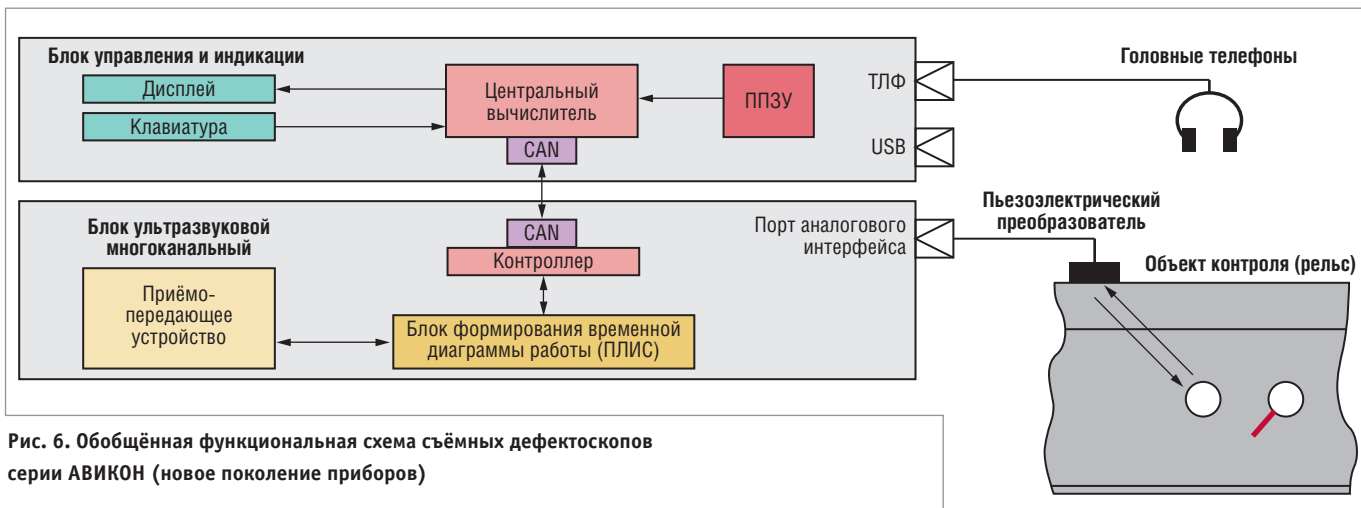 Блок управления и индикации
Дисплей
Клавиатура
Центральный
вычислитель
CAN
ППЗУ
ТЛФ
USB
Головные телефоны
Блок ультразвуковой
многоканальный
Приёмо-
передающее
устройство
CAN
Контроллер
Блок формирования временной
диаграммы работы (ПЛИС)
Порт аналогового
интерфейса
Пьезоэлектрический
преобразователь
Объект контроля (рельс)
Рис. 6. Обобщённая функциональная схема съёмных дефектоскопов
серии АВИКОН (новое поколение приборов)